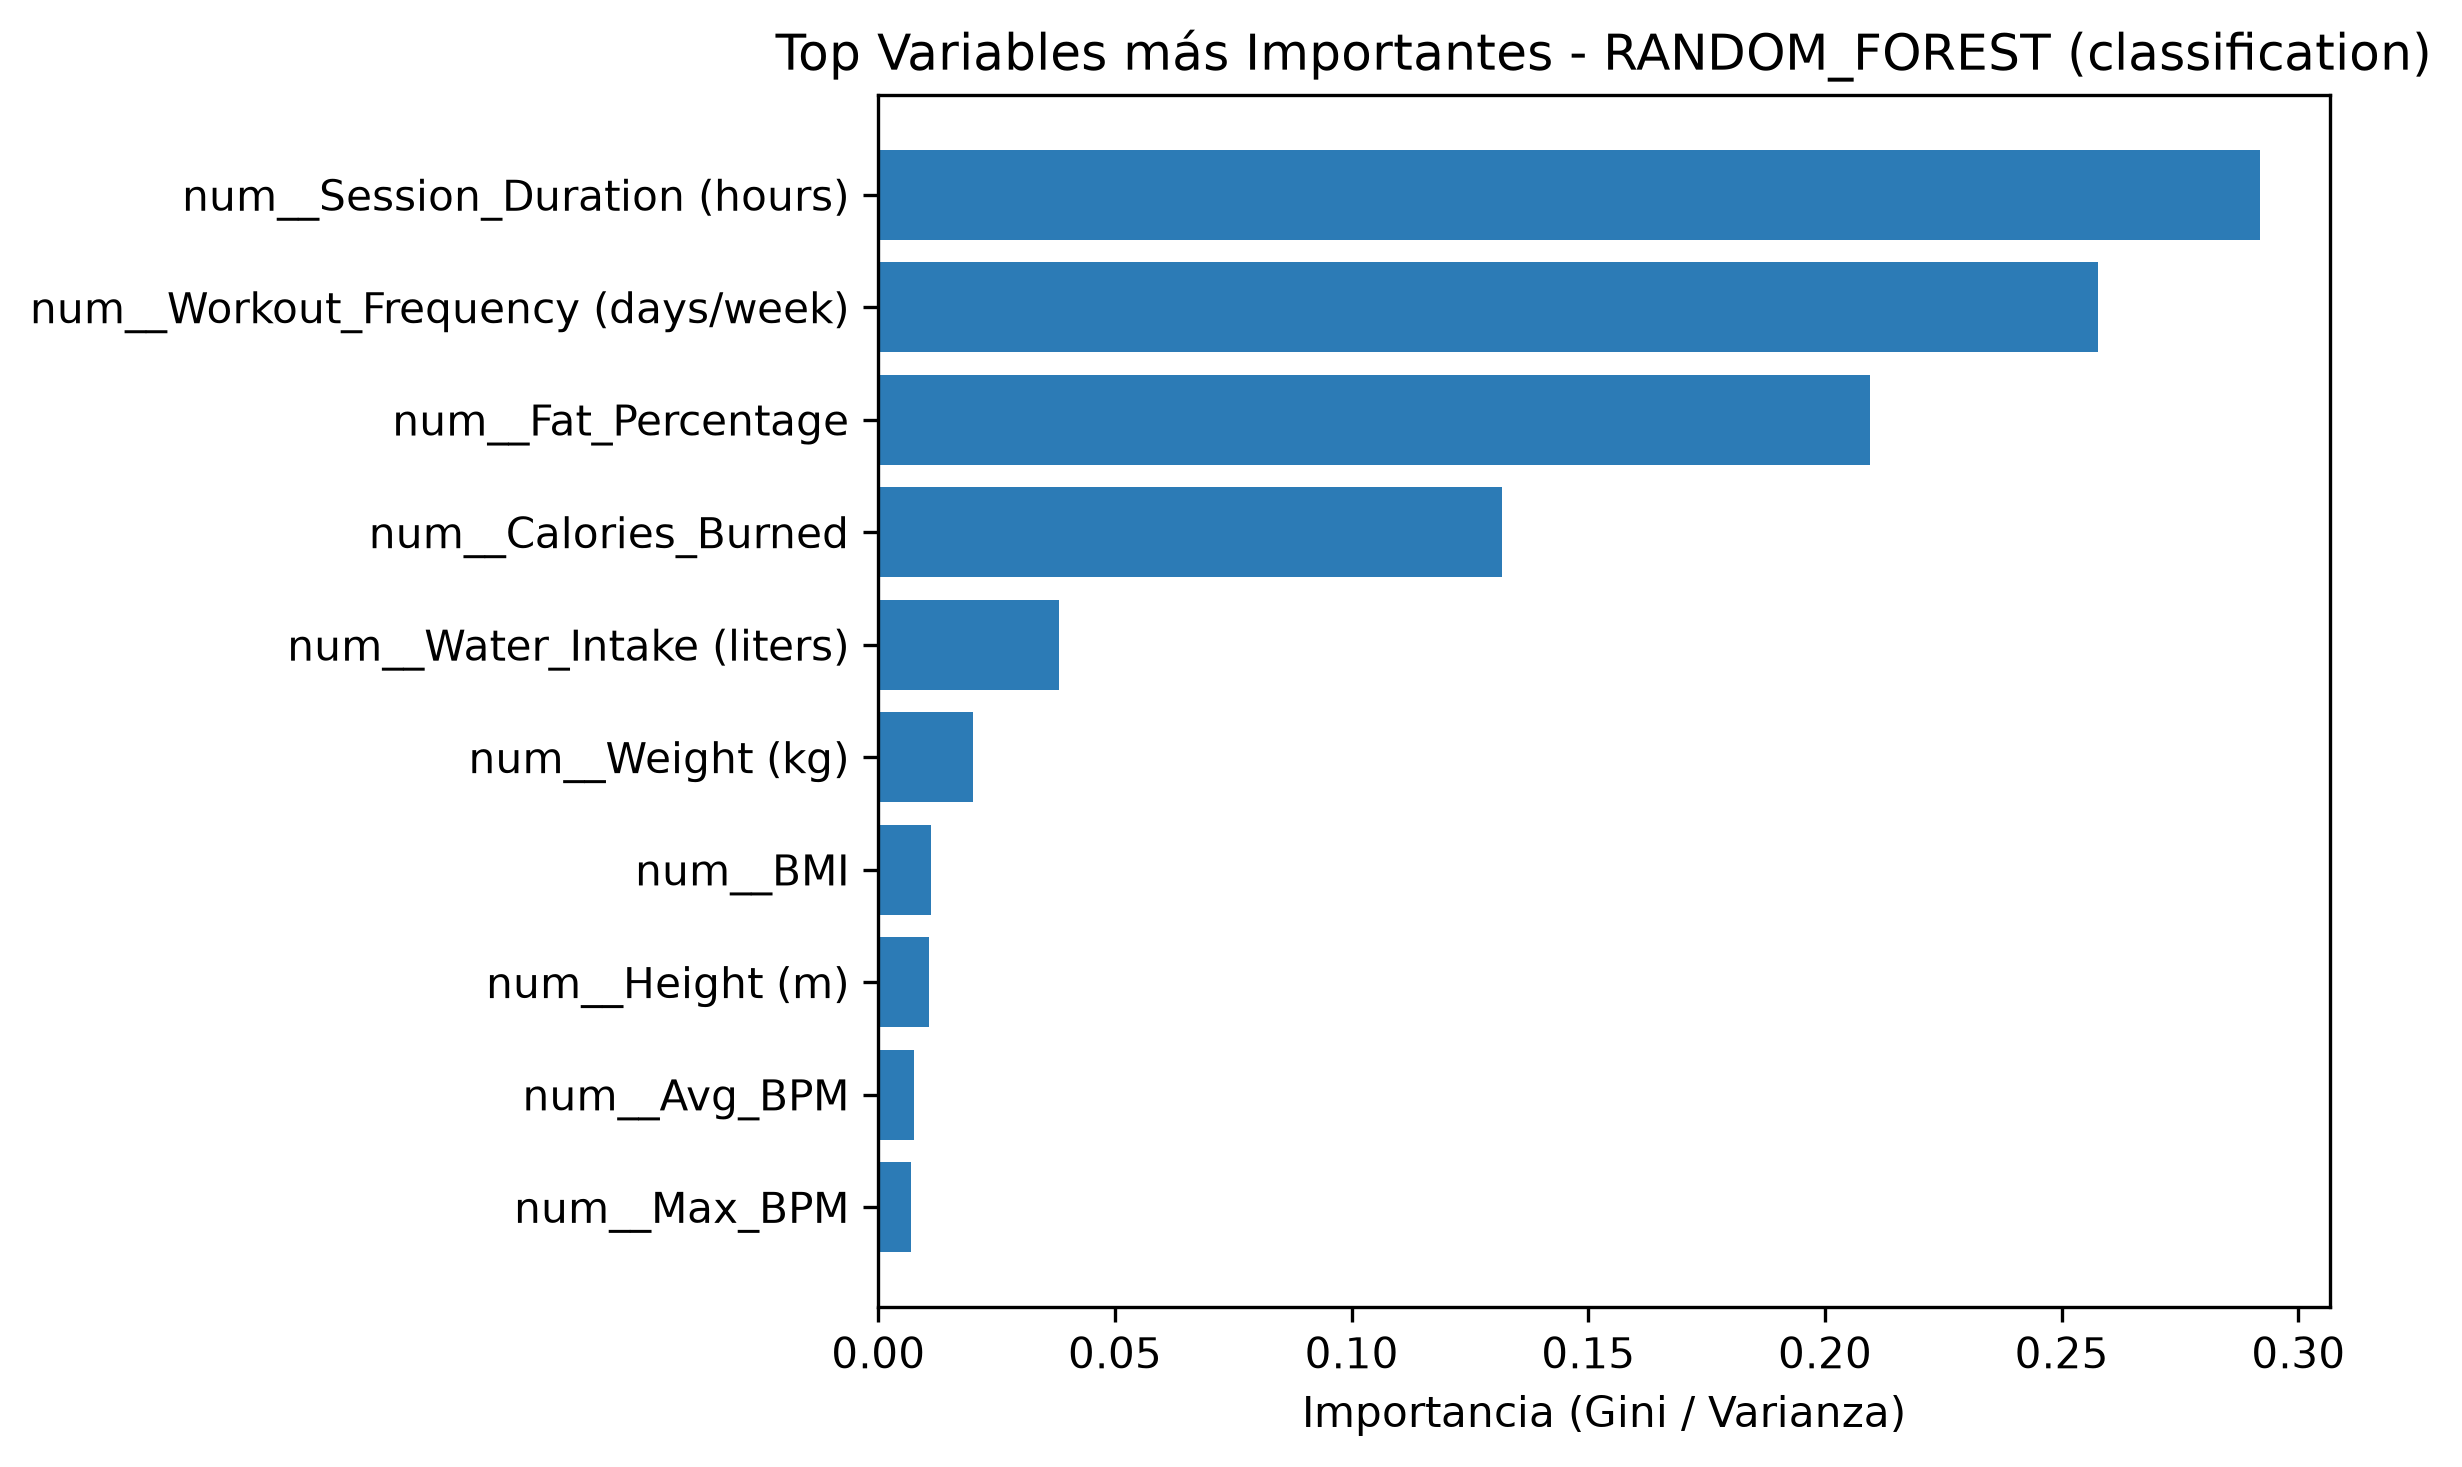 Top Variables más Importantes - RANDOM_FOREST (classification)
num__Session_Duration (hours)
num__Workout_Frequency (days/week)
num__Fat_Percentage
num__Calories_Burned
num__Water_Intake (liters)
num__Weight (kg)
num__BMI
num__Height (m)
num__Avg_BPM
num__Max_BPM
0.00 0.05 0.10 0.15 0.20 0.25 0.30
Importancia (Gini / Varianza)